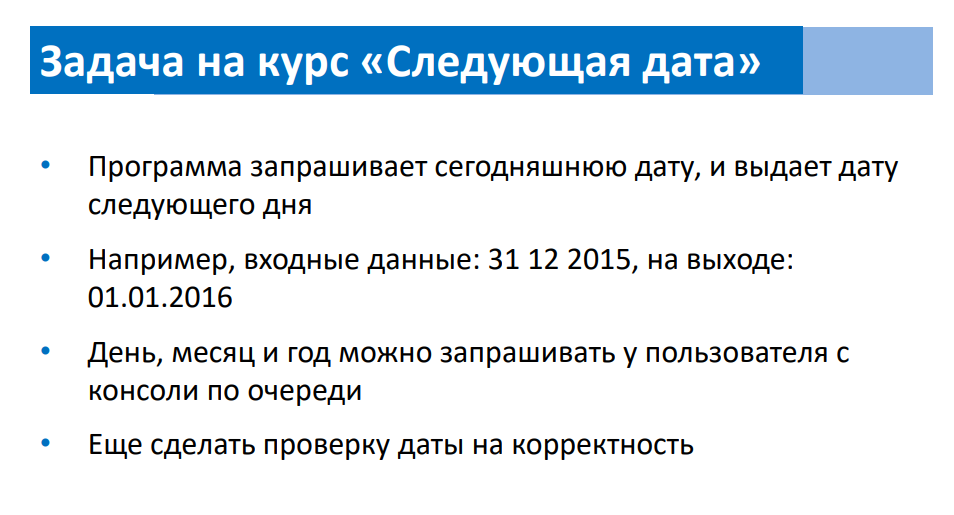 Задача на курс «Следующая дата»
• Программа запрашивает сегодняшнюю дату, и выдает дату
следующего дня
• Например, входные данные: 31 12 2015, на выходе:
01.01.2016
• День, месяц и год можно запрашивать у пользователя с
консоли по очереди
• Еще сделать проверку даты на корректность